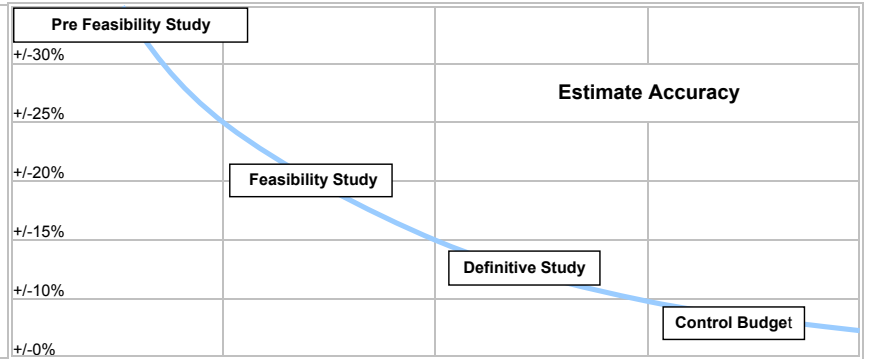 Pre Feasibility Study
+/-30%
Estimate Accuracy
+/-25%
+/-20%
Feasibility Study
+/-15%
Definitive Study
+/-10%
Control Budget
+/-0%